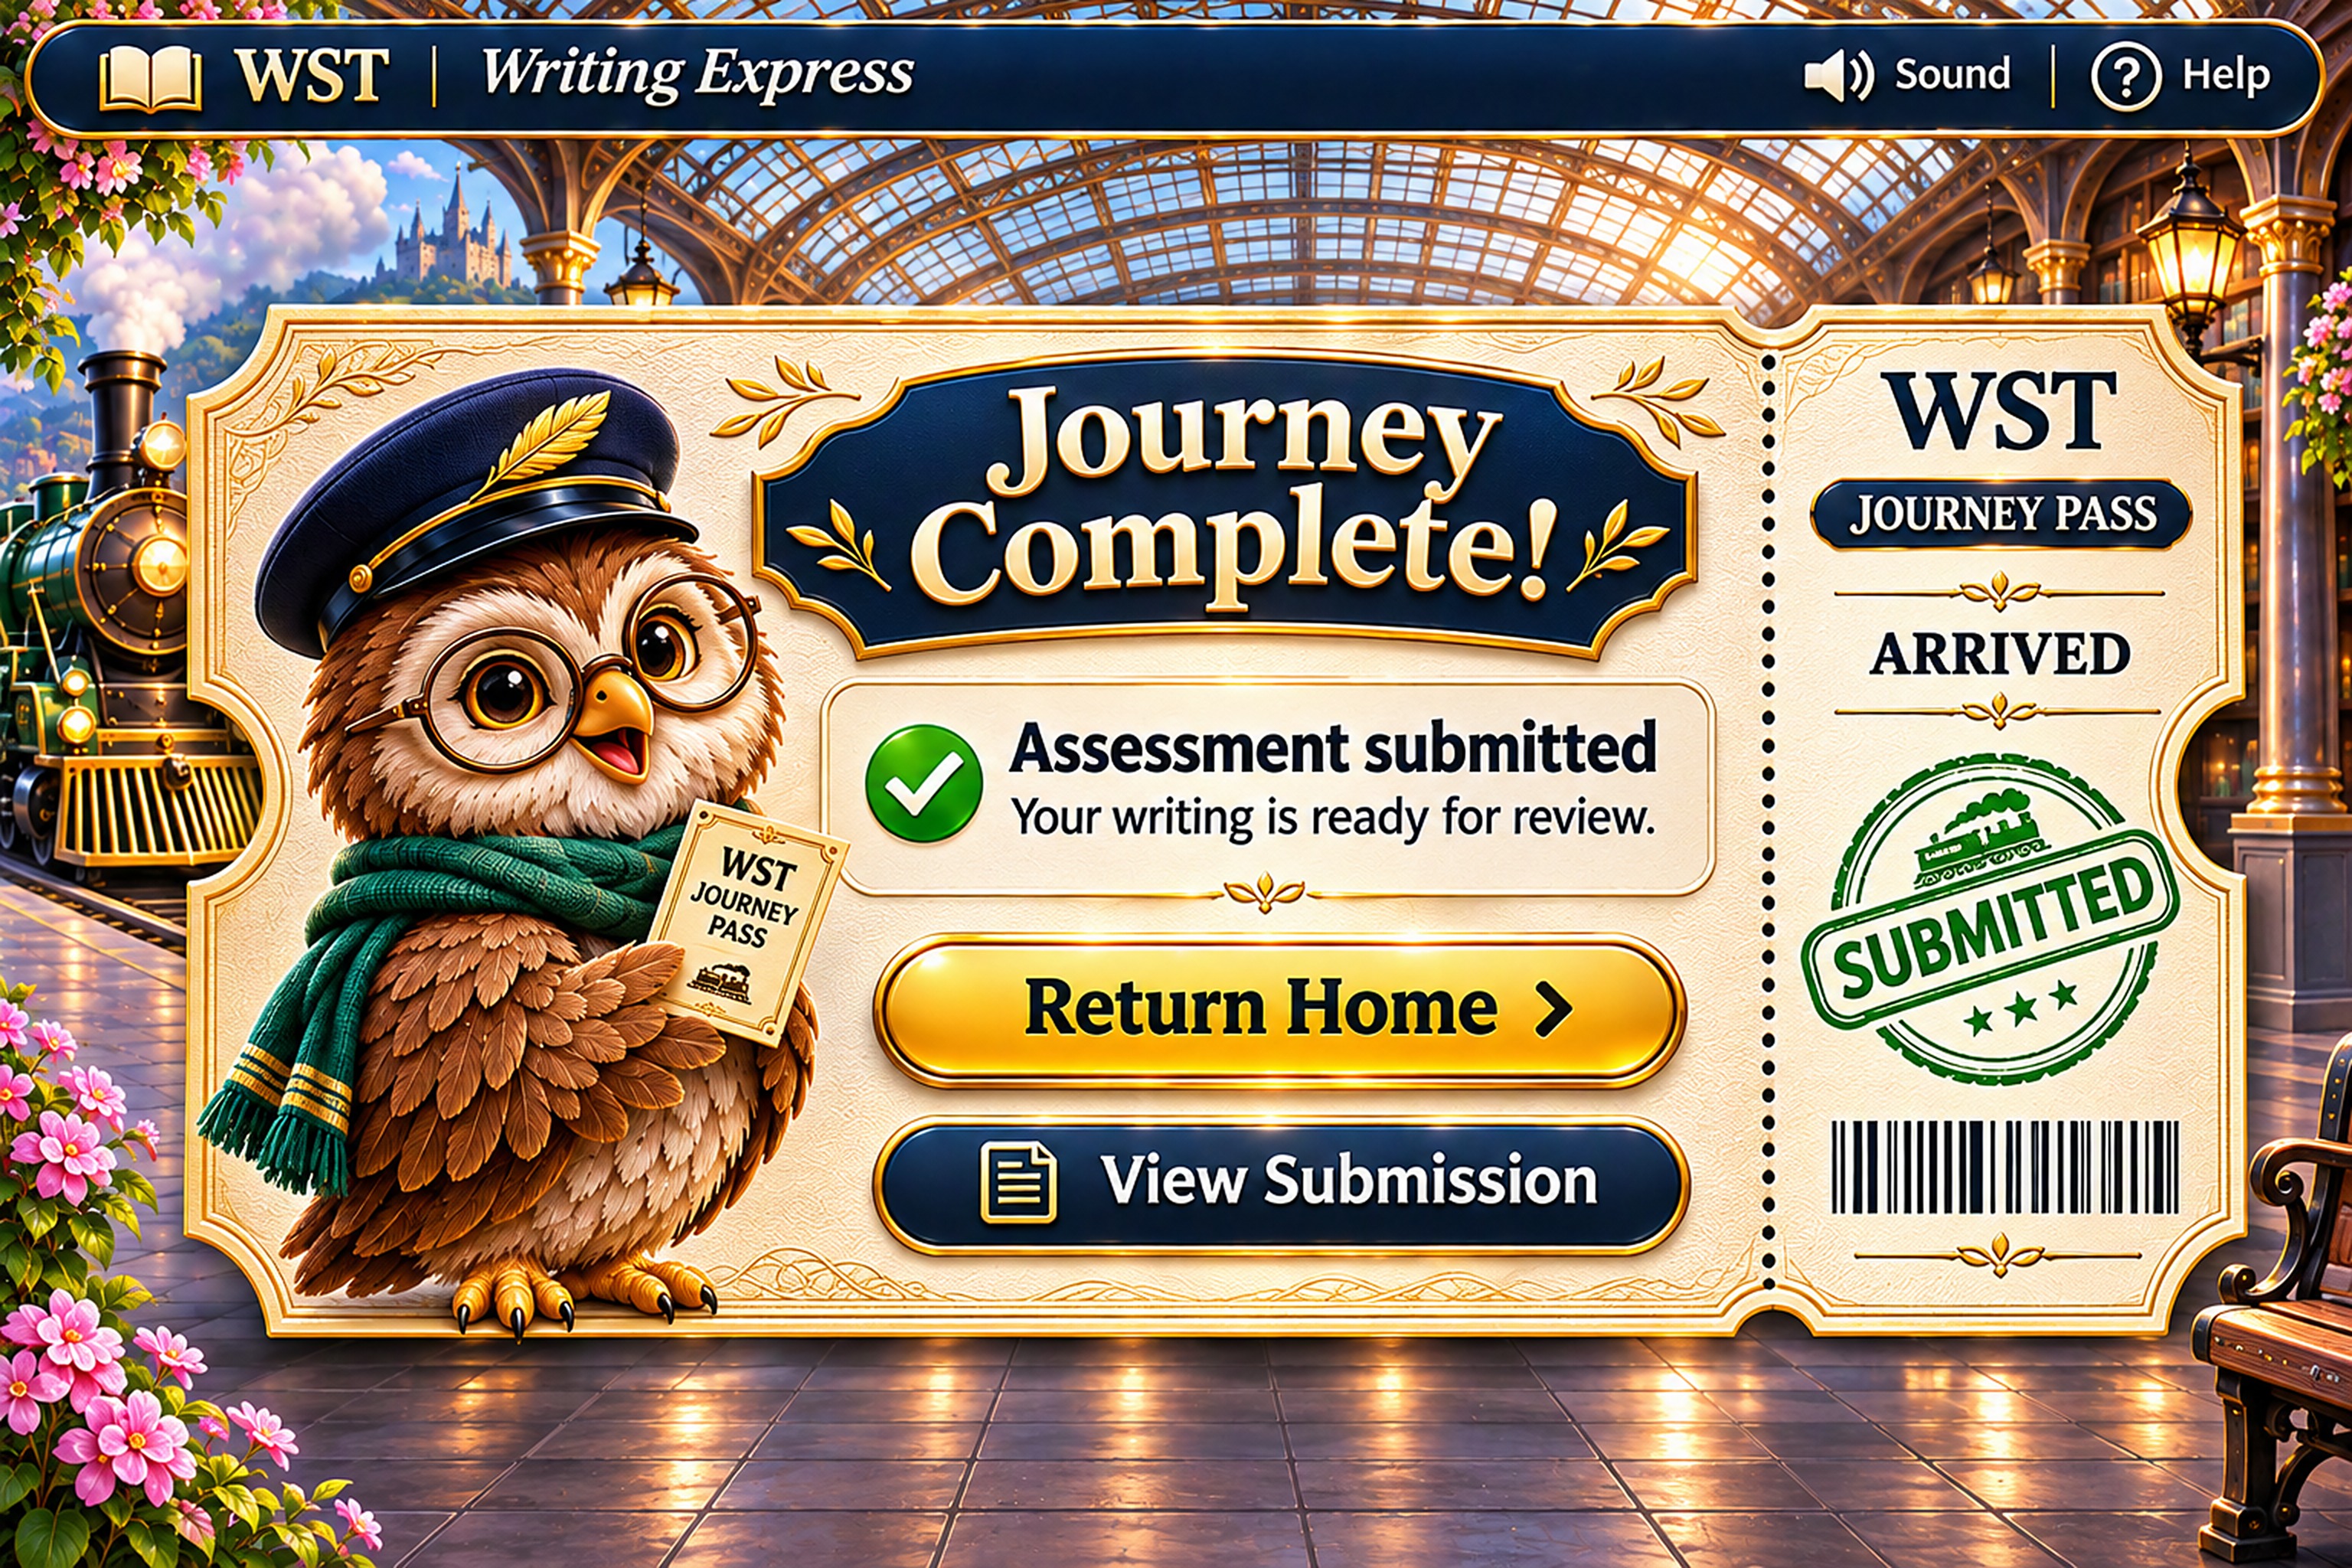 WST | Writing Express
Sound | Help
Journey
Complete!
Assessment submitted
Your writing is ready for review.
Return Home
View Submission
WST
JOURNEY
PASS
WST
JOURNEY PASS
ARRIVED
SUBMITTED